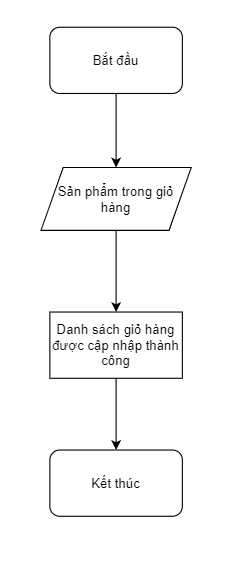 Bắt đầu
Sản phẩm trong giỏ
hàng
Danh sách giỏ hàng
được cập nhập thành
công
Kết thúc